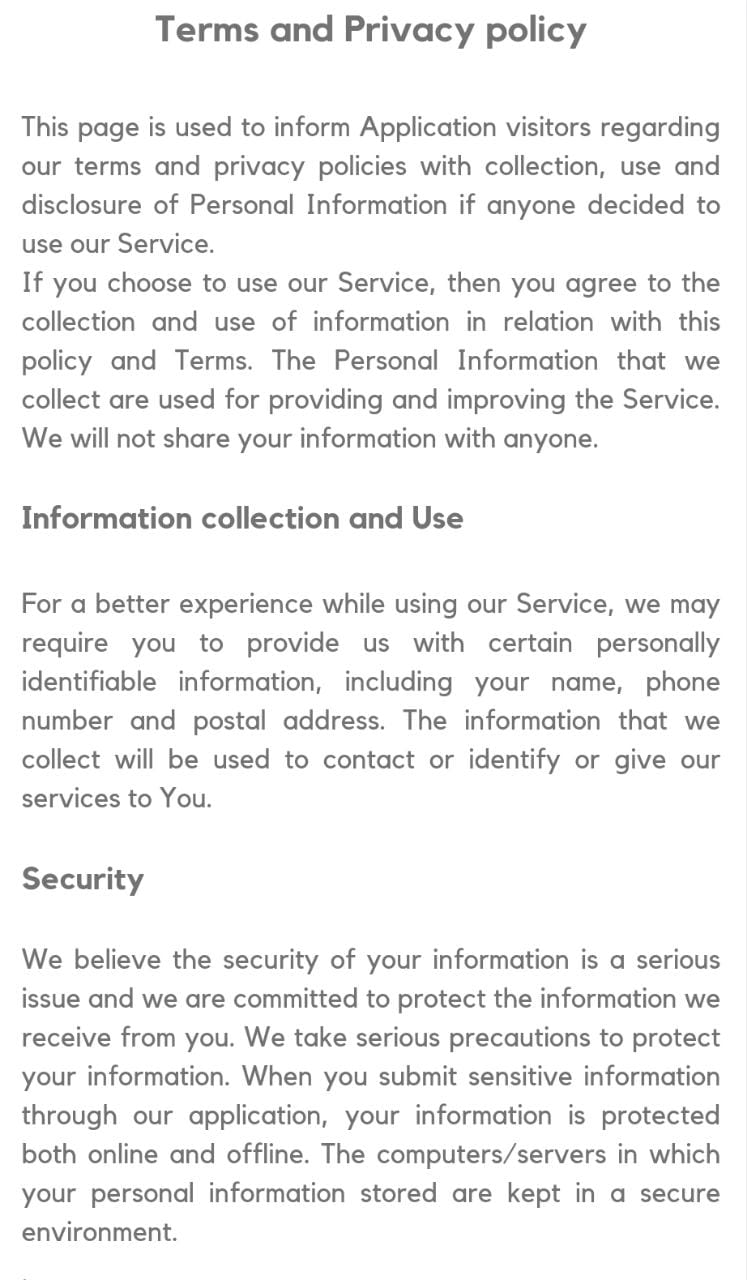 Terms and Privacy policy
This page is used to inform Application visitors regarding
our terms and privacy policies with collection, use and
disclosure of Personal Information if anyone decided to
use our Service.
If you choose to use our Service, then you agree to the
collection and use of information in relation with this
policy and Terms. The Personal Information that we
collect are used for providing and improving the Service.
We will not share your information with anyone.
Information collection and Use
For a better experience while using our Service, we may
require you to provide us with certain personally
identifiable information, including your name, phone
number and postal address. The information that we
collect will be used to contact or identify or give our
services to You.
Security
We believe the security of your information is a serious
issue and we are committed to protect the information we
receive from you. We take serious precautions to protect
your information. When you submit sensitive information
through our application, your information is protected
both online and offline. The computers/servers in which
your personal information stored are kept in a secure
environment.